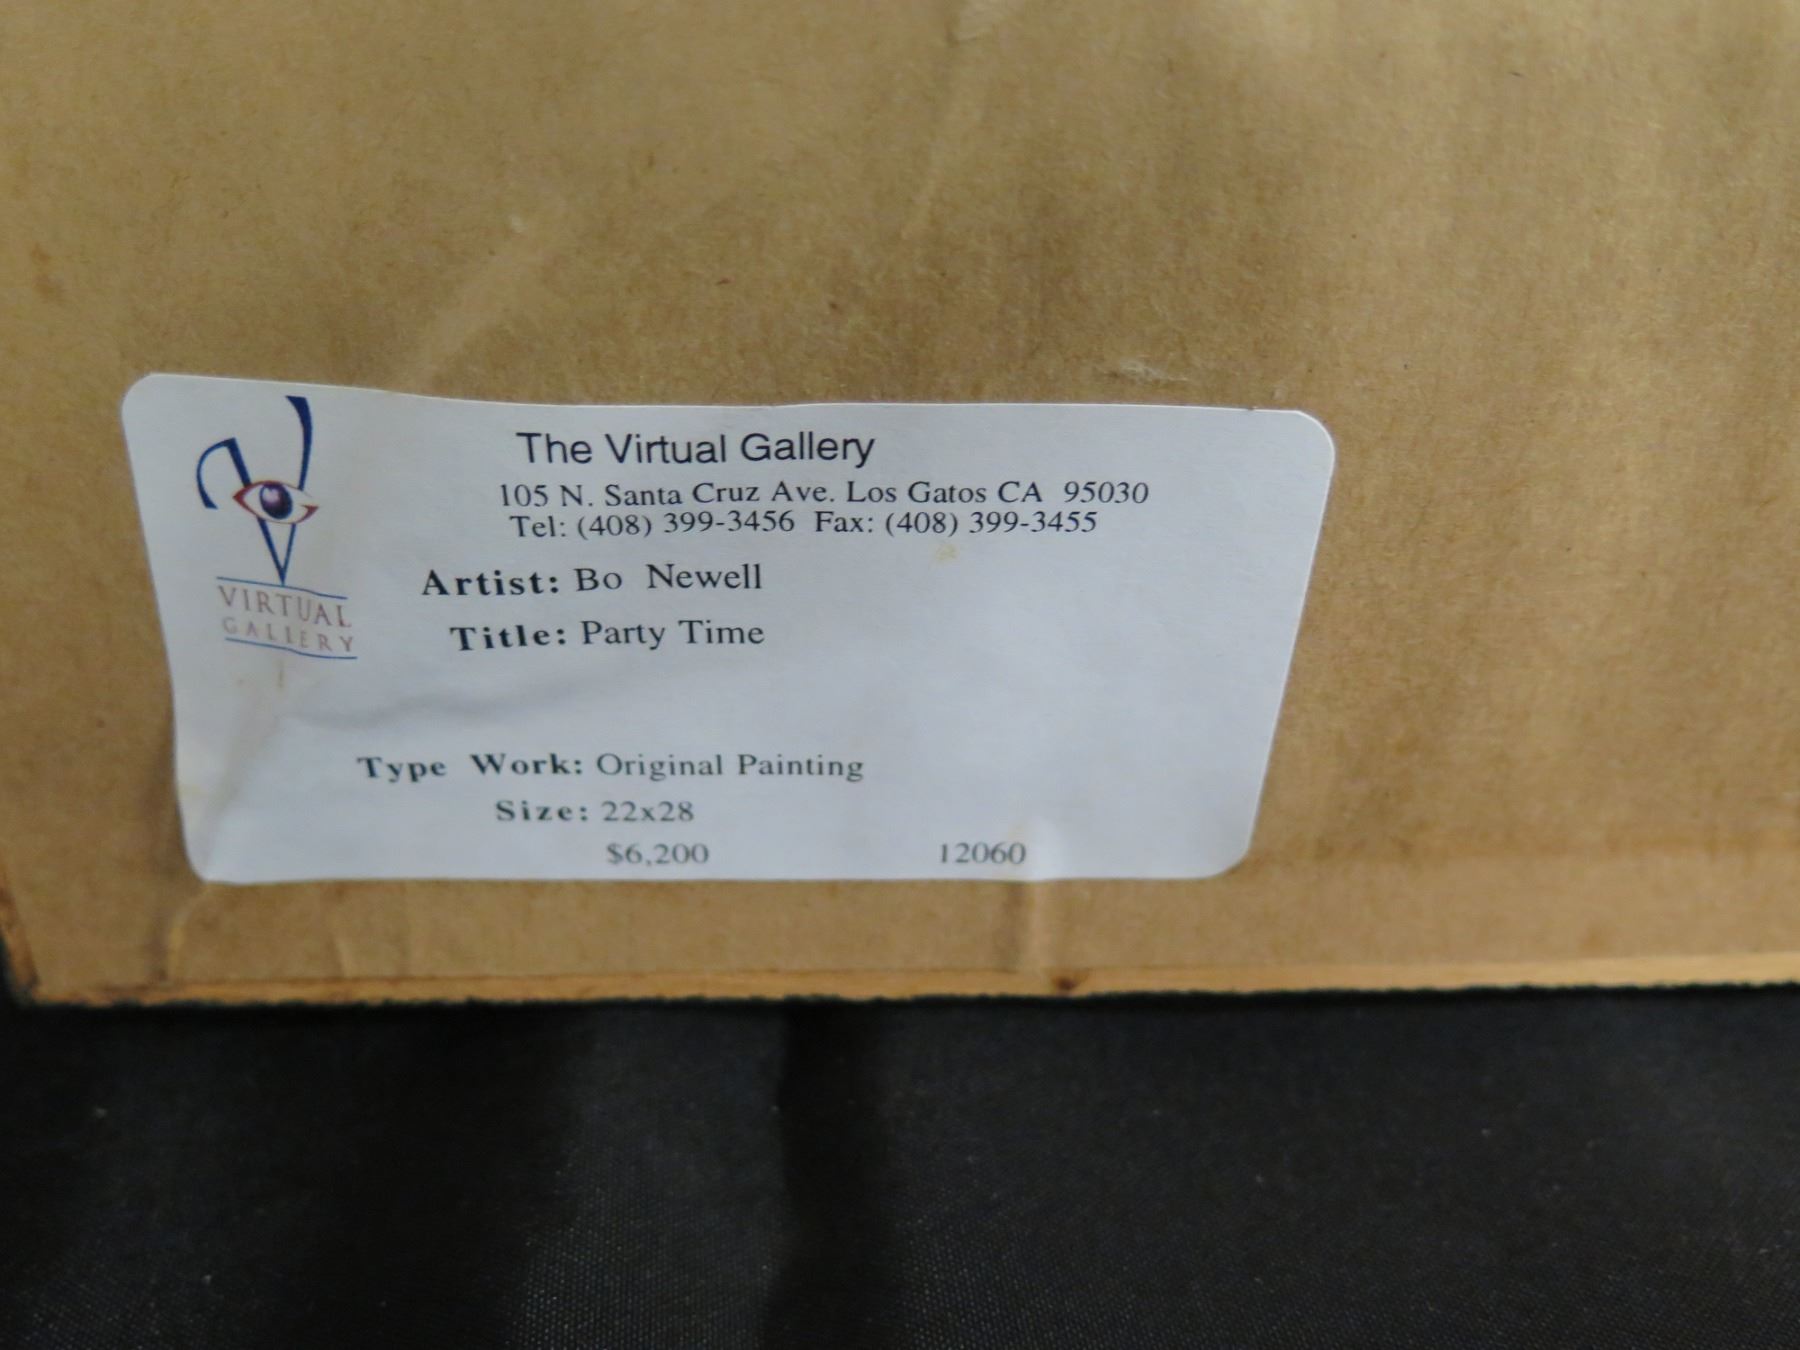 The Virtual Gallery
105 N. Santa Cruz Ave. Los Gatos CA 95030
Tel: (408) 399-3456 Fax: (408) 399-3455
VIRTUAL
GALLERY
Artist: Bo Newell
Title: Party Time
Type Work: Original Painting
Size: 22x28
$6,200 12060